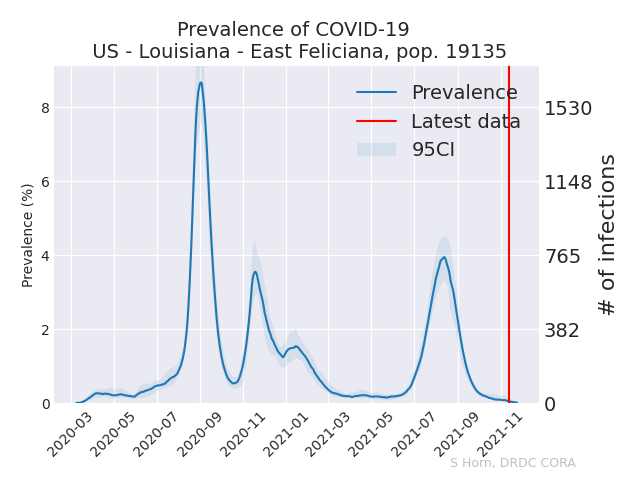 Prevalence of COVID-19
US - Louisiana - East Feliciana, pop. 19135
Prevalence
Latest data
95CI
Prevalence (%)
8
6
4
2
0
1530
1148
765
382
0
# of infections
2020-03
2020-05
2020-07
2020-09
2020-11
2021-01
2021-03
2021-05
2021-07
2021-09
2021-11
S Horn, DRDC CORA